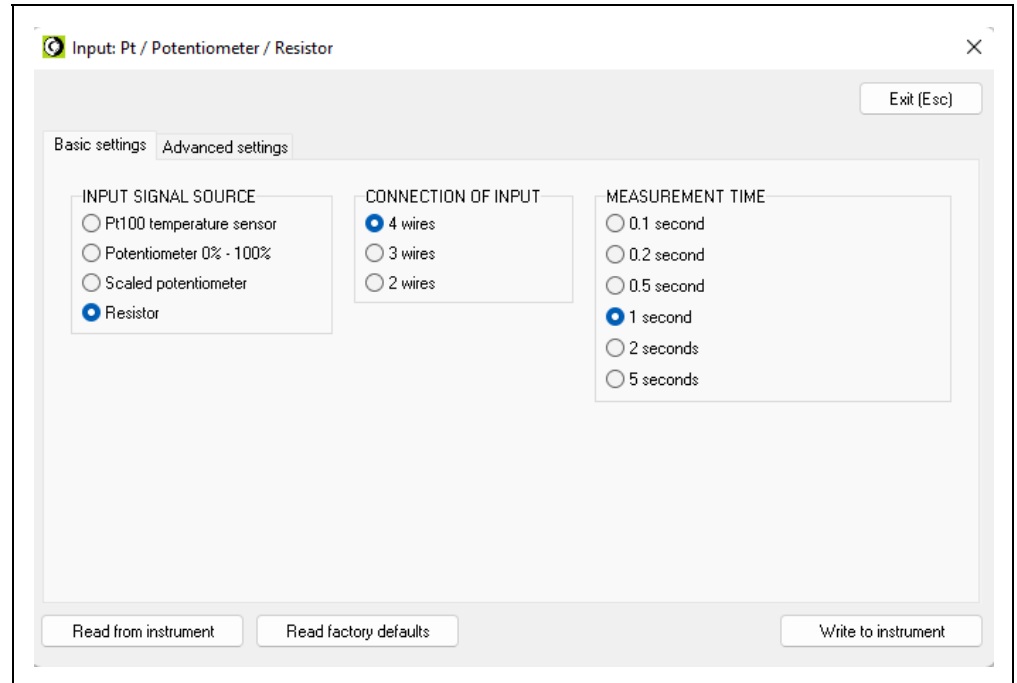 Input: Pt / Potentiometer / Resistor
Exit (Esc)
Basic settings
Advanced settings
INPUT SIGNAL SOURCE
Pt100 temperature sensor
Potentiometer 0% - 100%
Scaled potentiometer
Resistor
CONNECTION OF INPUT
4 wires
3 wires
2 wires
MEASUREMENT TIME
0.1 second
0.2 second
0.5 second
1 second
2 seconds
5 seconds
Read from instrument
Read factory defaults
Write to instrument